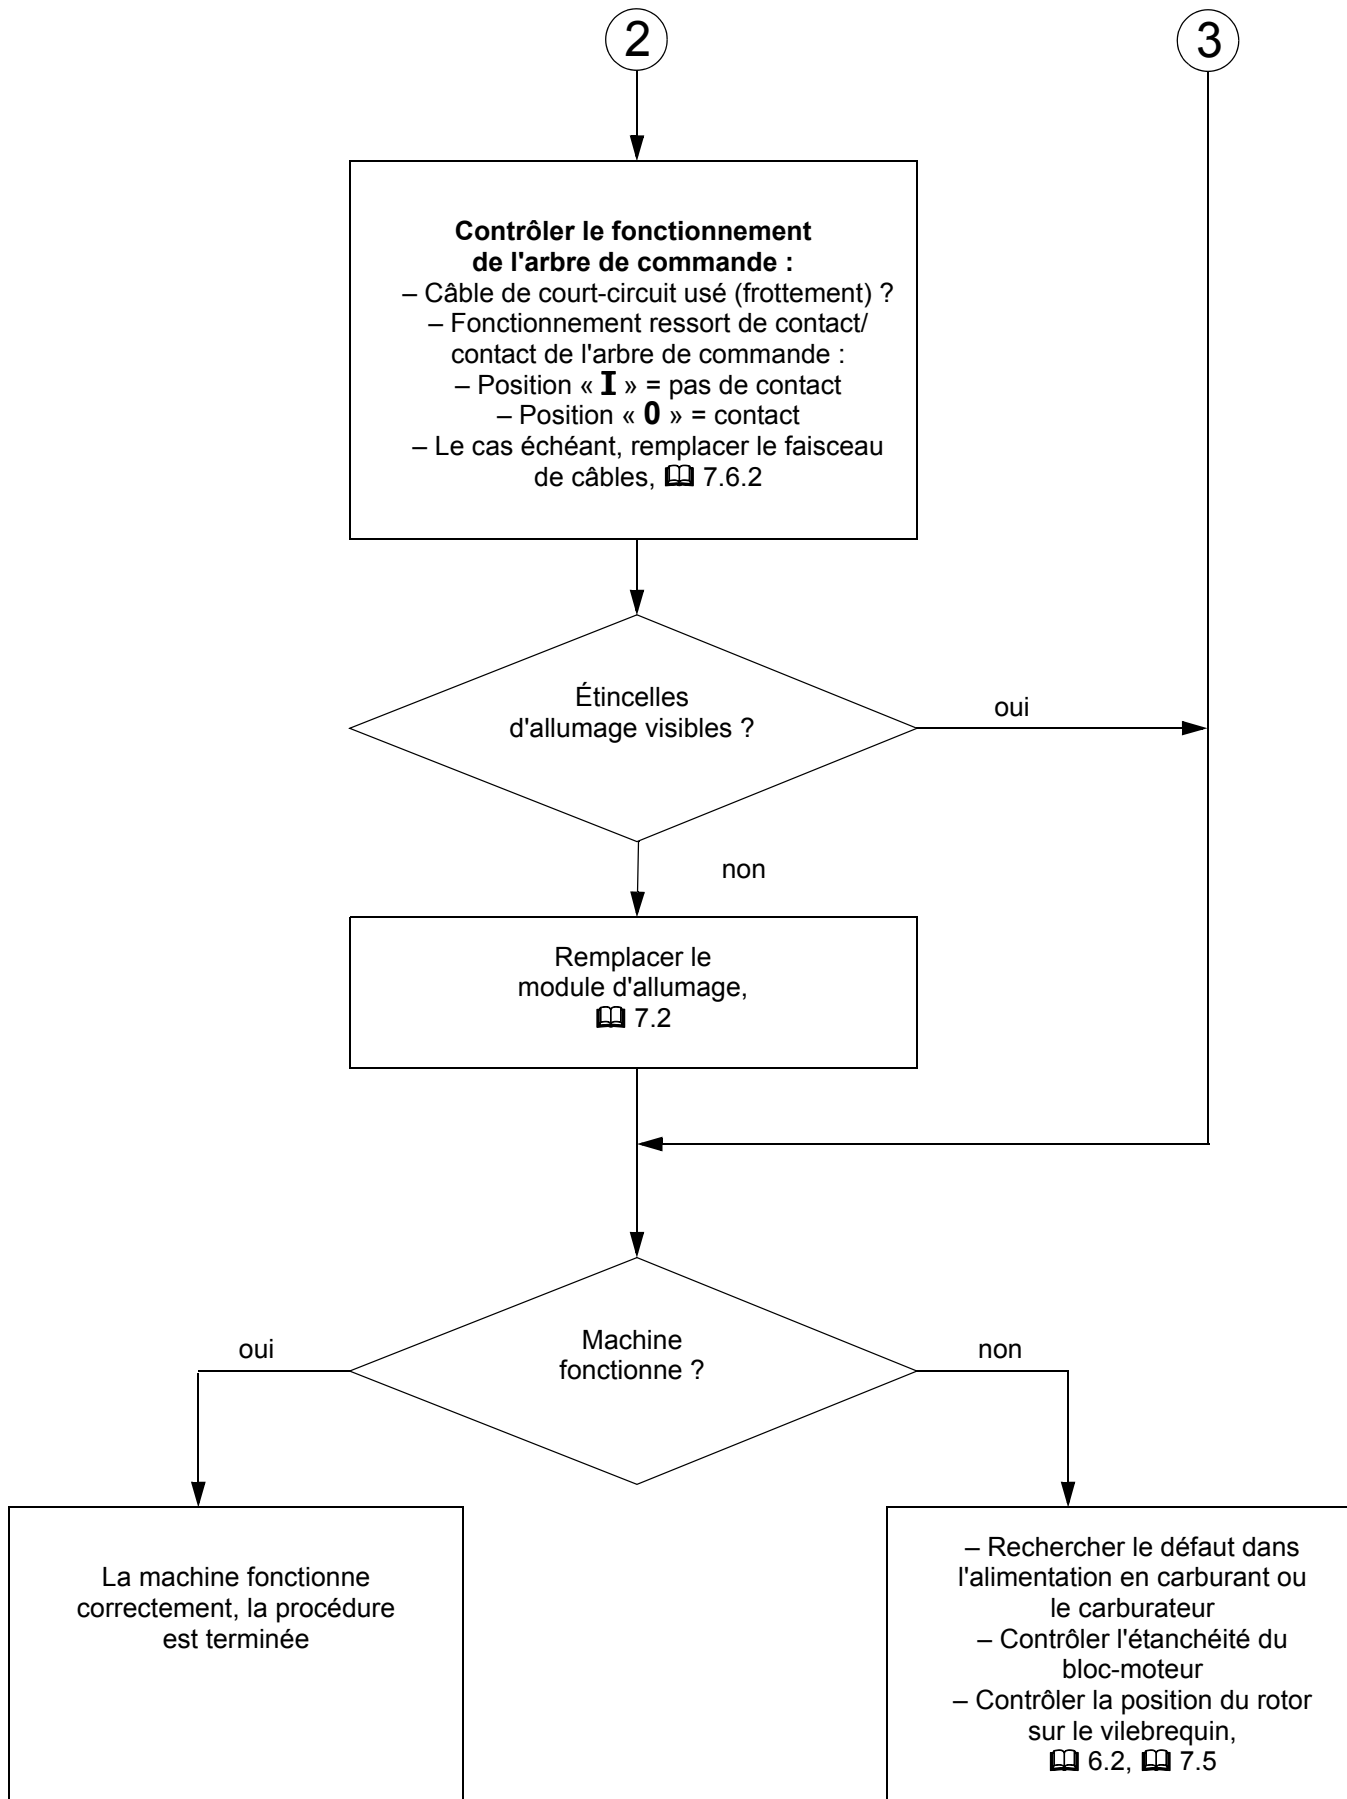 2
3
Contrôler le fonctionnement
de l'arbre de commande :
– Câble de court-circuit usé (frottement) ?
– Fonctionnement ressort de contact/
contact de l'arbre de commande :
– Position « I » = pas de contact
– Position « 0 » = contact
– Le cas échéant, remplacer le faisceau
de câbles, 7.6.2
Étincelles
d'allumage visibles ?
oui
non
Remplacer le
module d'allumage,
7.2
Machine
fonctionne ?
oui
non
La machine fonctionne
correctement, la procédure
est terminée
– Rechercher le défaut dans
l'alimentation en carburant ou
le carburateur
– Contrôler l'étanchéité du
bloc-moteur
– Contrôler la position du rotor
sur le vilebrequin,
6.2, 7.5